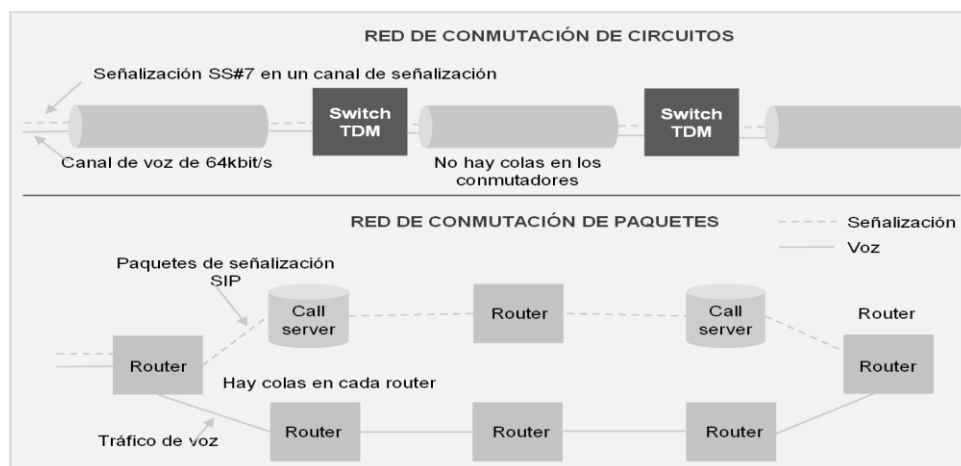 RED DE CONMUTACIÓN DE CIRCUITOS
Señalización SS#7 en un canal de señalización
Switch
TDM
Switch
TDM
Canal de voz de 64kbit/s
No hay colas en los
conmutadores
RED DE CONMUTACIÓN DE PAQUETES
Señalización
Voz
Paquetes de señalización
SIP
Call
server
Router
Call
server
Router
Router
Router
Hay colas en cada router
Tráfico de voz
Router
Router
Router